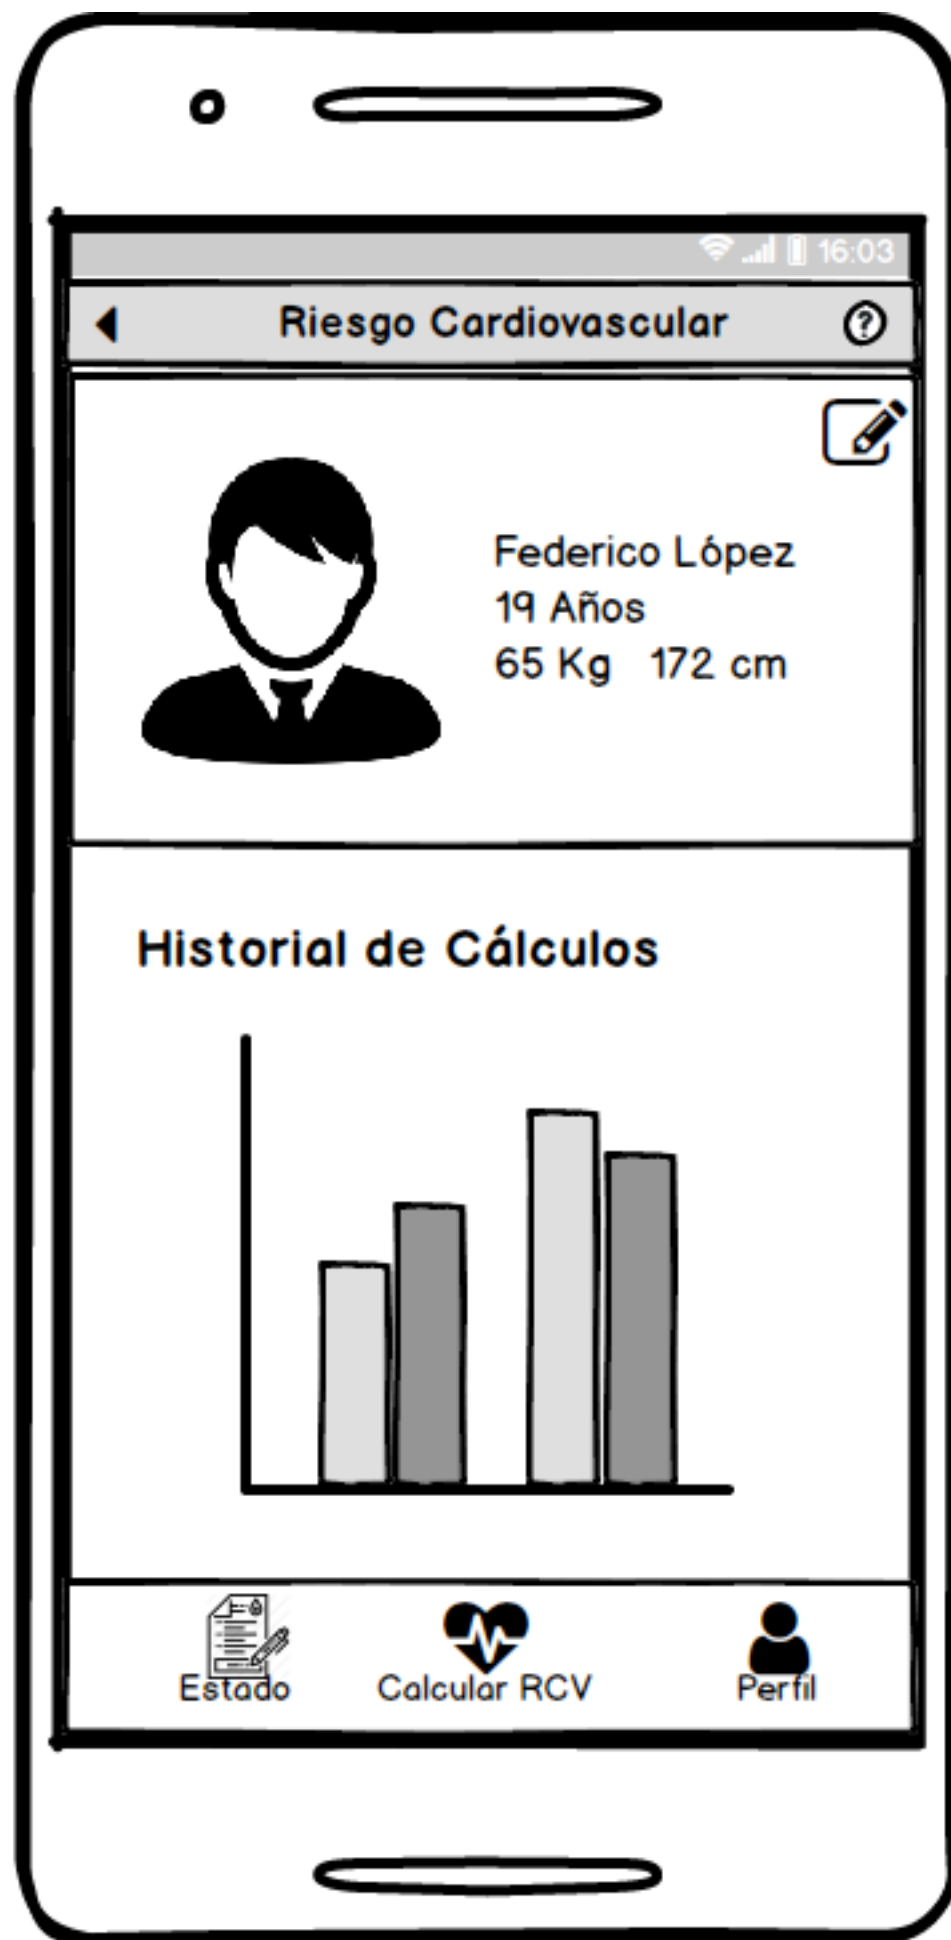 16:03
Riesgo Cardiovascular
?
Federico López
19 Años
65 Kg 172 cm
Historial de Cálculos
Estado
Calcular RCV
Perfil